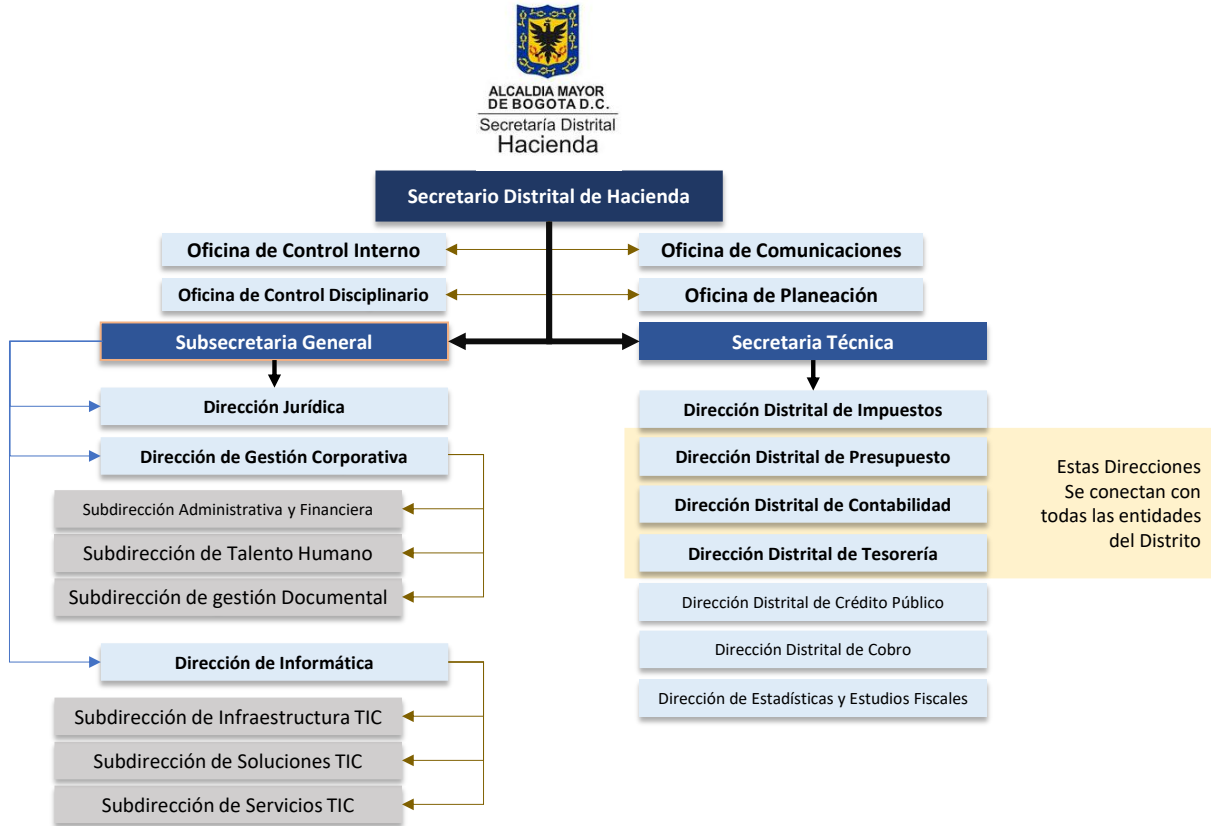 ALCALDIA MAYOR
DE BOGOTA D.C.
Secretaría Distrital
Hacienda
Secretario Distrital de Hacienda
Oficina de Control Interno
Oficina de Comunicaciones
Oficina de Control Disciplinario
Oficina de Planeación
Subsecretaria General
Secretaria Técnica
Dirección Jurídica
Dirección de Gestión Corporativa
Subdirección Administrativa y Financiera
Subdirección de Talento Humano
Subdirección de gestión Documental
Dirección de Informática
Subdirección de Infraestructura TIC
Subdirección de Soluciones TIC
Subdirección de Servicios TIC
Dirección Distrital de Impuestos
Dirección Distrital de Presupuesto
Dirección Distrital de Contabilidad
Dirección Distrital de Tesorería
Dirección Distrital de Crédito Público
Dirección Distrital de Cobro
Dirección de Estadísticas y Estudios Fiscales
Estas Direcciones
Se conectan con
todas las entidades
del Distrito